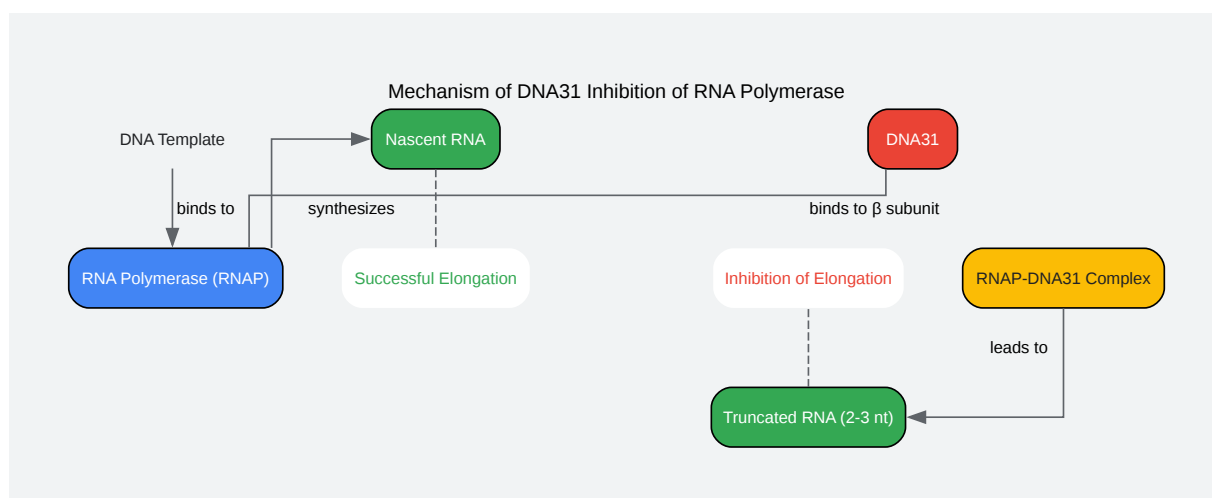 Mechanism of DNA31 Inhibition of RNA Polymerase
DNA Template
Nascent RNA
DNA31
binds to
synthesizes
binds to β subunit
RNA Polymerase (RNAP)
Successful Elongation
Inhibition of Elongation
RNAP-DNA31 Complex
leads to
Truncated RNA (2-3 nt)